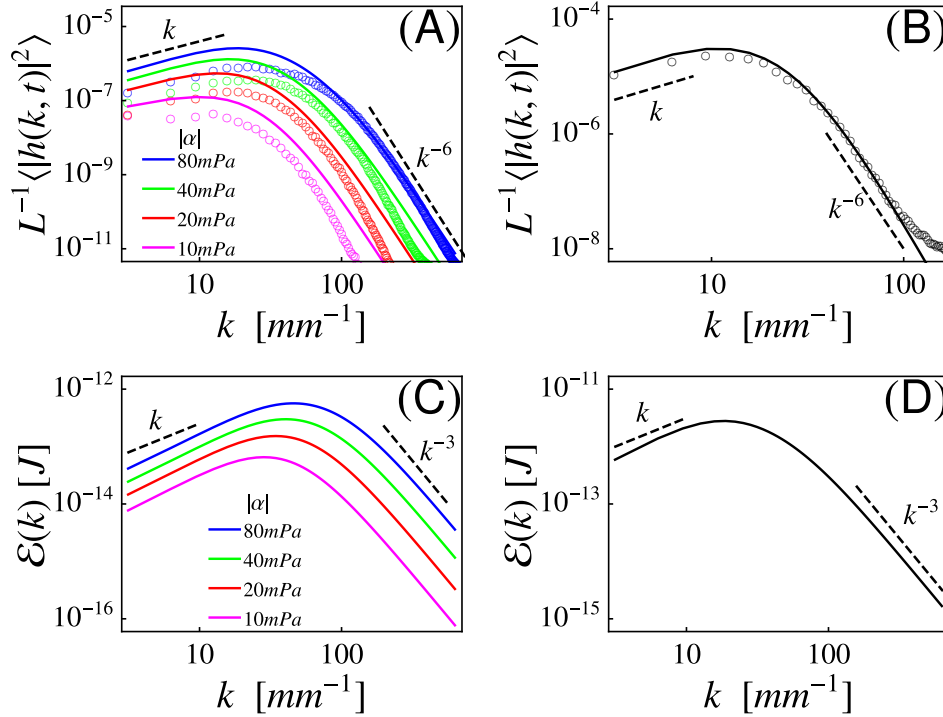 (A)
k
10⁻⁵
10⁻⁷
10⁻⁹
10⁻¹¹
L⁻¹⟨|h(k, t)|²⟩
|α|
80mPa
40mPa
20mPa
10mPa
k⁻⁶
10 100
k [mm⁻¹]
(B)
10⁻⁴
10⁻⁶
10⁻⁸
L⁻¹⟨|h(k, t)|²⟩
k
k⁻⁶
10 100
k [mm⁻¹]
(C)
10⁻¹²
10⁻¹⁴
10⁻¹⁶
ℰ(k) [J]
k
k⁻³
|α|
80mPa
40mPa
20mPa
10mPa
10 100
k [mm⁻¹]
(D)
10⁻¹¹
10⁻¹³
10⁻¹⁵
ℰ(k) [J]
k
k⁻³
10 100
k [mm⁻¹]